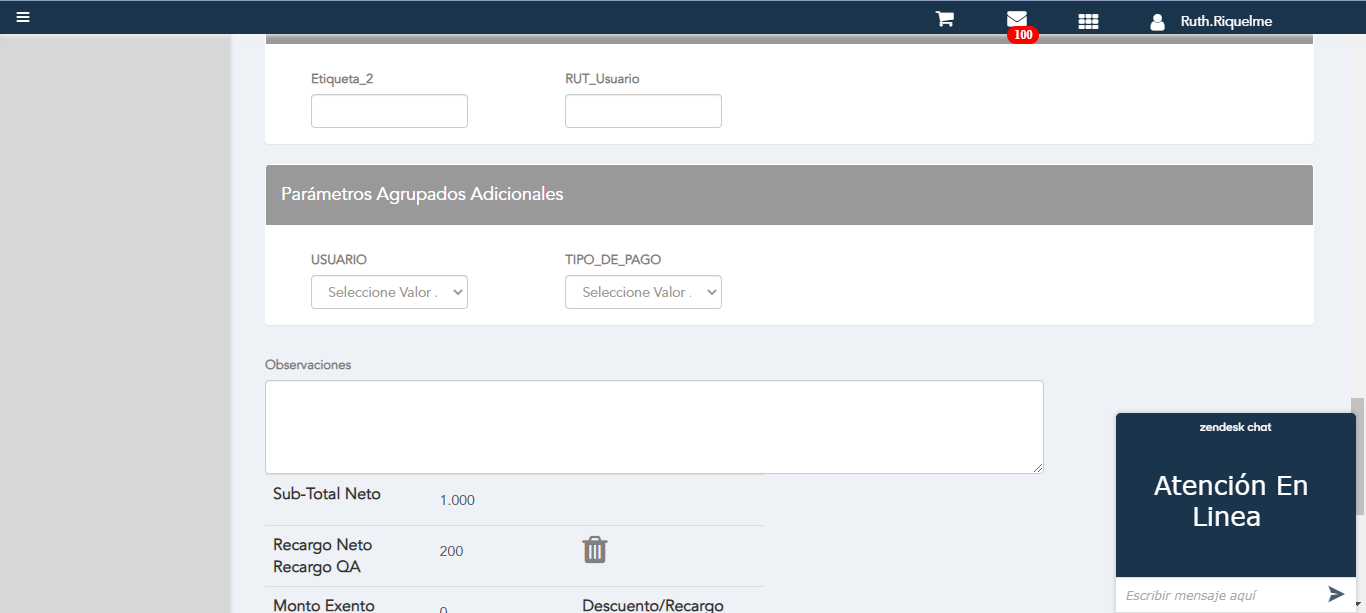 Ruth.Riquelme
100
Etiqueta_2
RUT_Usuario
Parámetros Agrupados Adicionales
USUARIO
TIPO_DE_PAGO
Seleccione Valor .
Seleccione Valor .
Observaciones
Sub-Total Neto
1.000
Recargo Neto
Recargo QA
200
Monto Exento
0
Descuento/Recargo
zendesk chat
Atención En
Linea
Escribir mensaje aquí